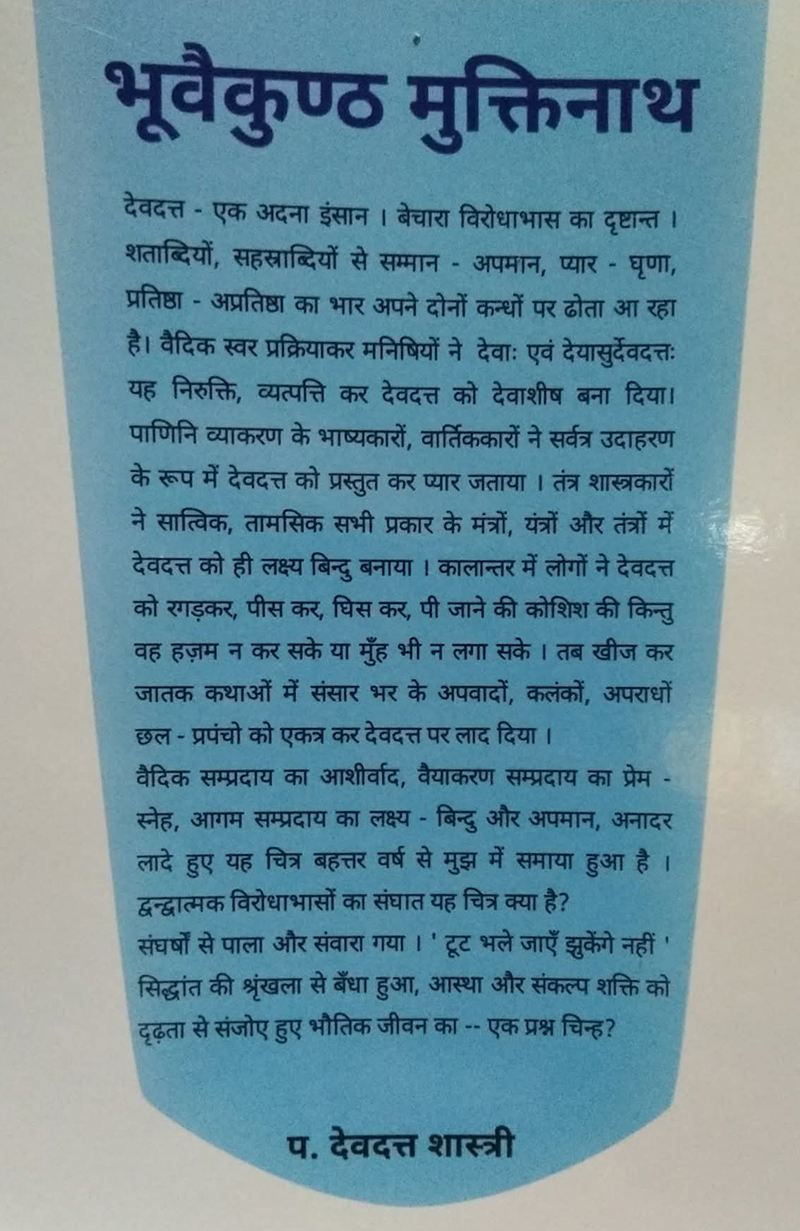 भूवैकुण्ठ मुक्तिनाथ
देवदत्त - एक अदना इंसान । बेचारा विरोधाभास का दृष्टान्त ।
शताब्दियों, सहस्राब्दियों से सम्मान - अपमान, प्यार - घृणा,
प्रतिष्ठा - अप्रतिष्ठा का भार अपने दोनों कन्धों पर ढोता आ रहा
है। वैदिक स्वर प्रक्रियाकर मनिषियों ने देवाः एवं देयासुर्देवदत्तः
यह निरुक्ति, व्यत्पत्ति कर देवदत्त को देवाशीष बना दिया।
पाणिनि व्याकरण के भाष्यकारों, वार्तिककारों ने सर्वत्र उदाहरण
के रूप में देवदत्त को प्रस्तुत कर प्यार जताया । तंत्र शास्त्रकारों
ने सात्विक, तामसिक सभी प्रकार के मंत्रों, यंत्रों और तंत्रों में
देवदत्त को ही लक्ष्य बिन्दु बनाया । कालान्तर में लोगों ने देवदत्त
को रगड़कर, पीस कर, घिस कर, पी जाने की कोशिश की किन्तु
वह हज़म न कर सके या मुँह भी न लगा सके । तब खीज कर
जातक कथाओं में संसार भर के अपवादों, कलंकों, अपराधों
छल - प्रपंचो को एकत्र कर देवदत्त पर लाद दिया ।
वैदिक सम्प्रदाय का आशीर्वाद, वैयाकरण सम्प्रदाय का प्रेम -
स्नेह, आगम सम्प्रदाय का लक्ष्य - बिन्दु और अपमान, अनादर
लादे हुए यह चित्र बहत्तर वर्ष से मुझ में समाया हुआ है ।
द्वन्द्वात्मक विरोधाभासों का संघात यह चित्र क्या है?
संघर्षों से पाला और संवारा गया । ' टूट भले जाएँ झुकेंगे नहीं '
सिद्धांत की श्रृंखला से बँधा हुआ, आस्था और संकल्प शक्ति को
दृढ़ता से संजोए हुए भौतिक जीवन का -- एक प्रश्न चिन्ह?
प. देवदत्त शास्त्री